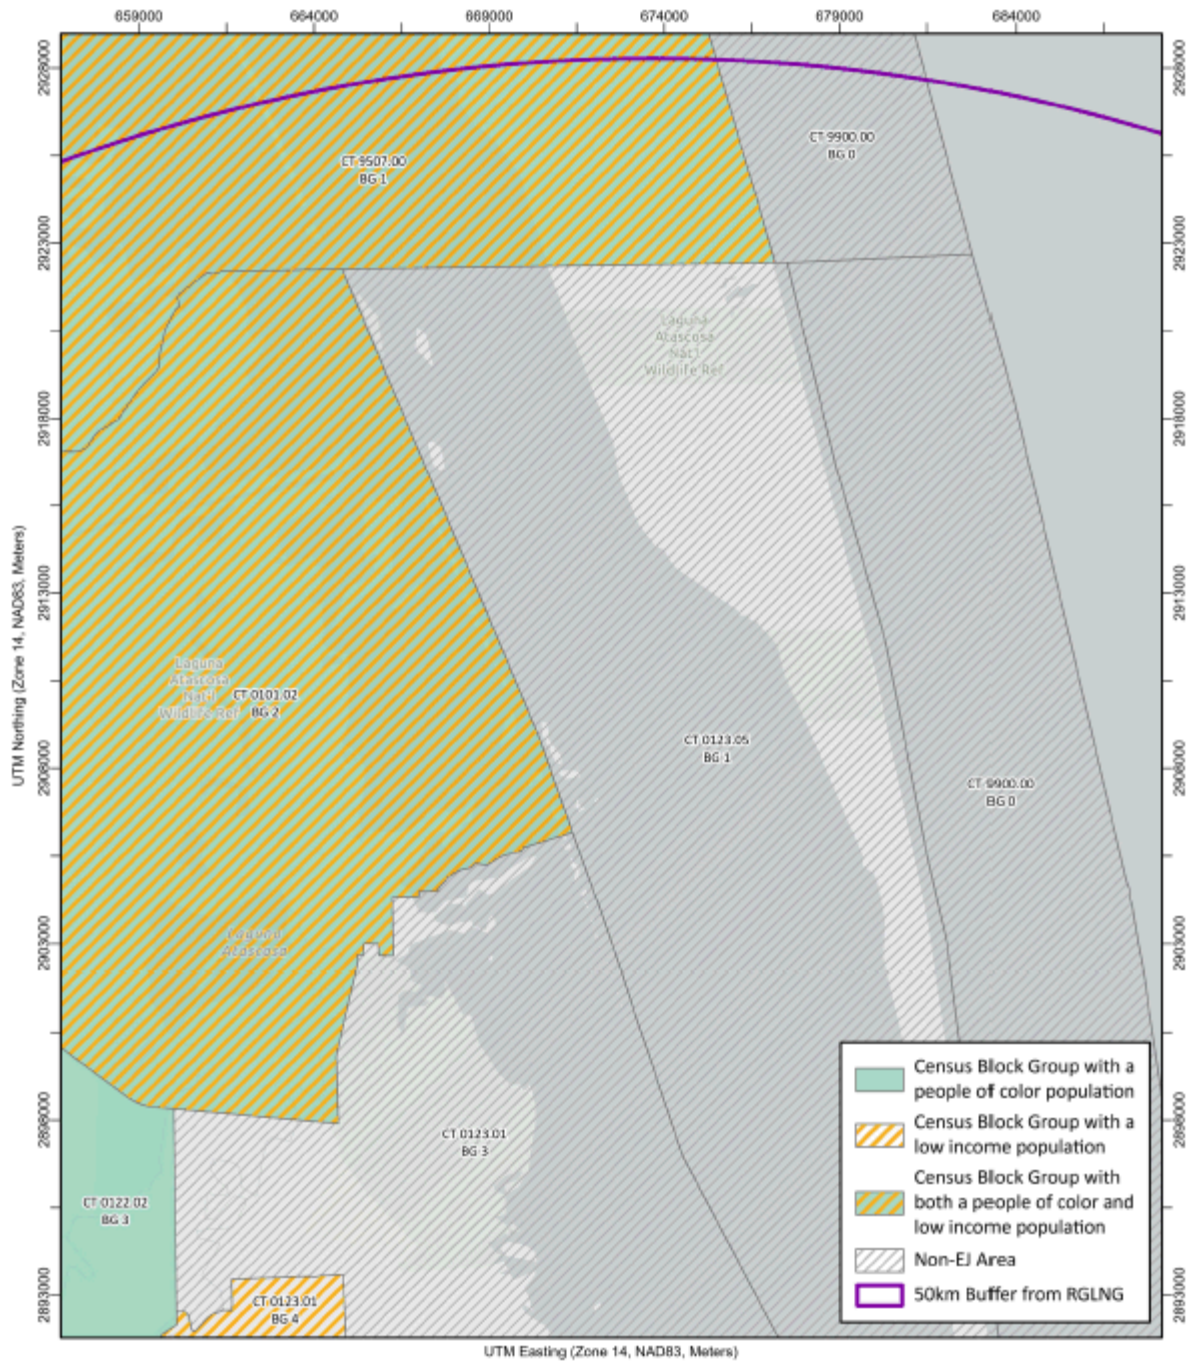 659000 664000 669000 674000 679000 684000
2928000
2928000
CT 9900.00
BG 0
CT 9507.00
BG 1
2923000
2923000
Laguna
Atascosa
Nat'l
Wildlife Ref
2918000
2918000
UTM Northing (Zone 14, NAD83, Meters)
2913000
2913000
Laguna
Atascosa
Nat'l
Wildlife Ref
CT 0101.02
BG 2
CT 0123.05
BG 1
2908000
2908000
CT 9900.00
BG 0
Laguna
Atascosa
2903000
2903000
Census Block Group with a
people of color population
Census Block Group with a
low income population
Census Block Group with
both a people of color and
low income population
Non-EJ Area
50km Buffer from RGLNG
2898000
2898000
CT 0123.01
BG 3
CT 0122.02
BG 3
2893000
2893000
CT 0123.01
BG 4
UTM Easting (Zone 14, NAD83, Meters)